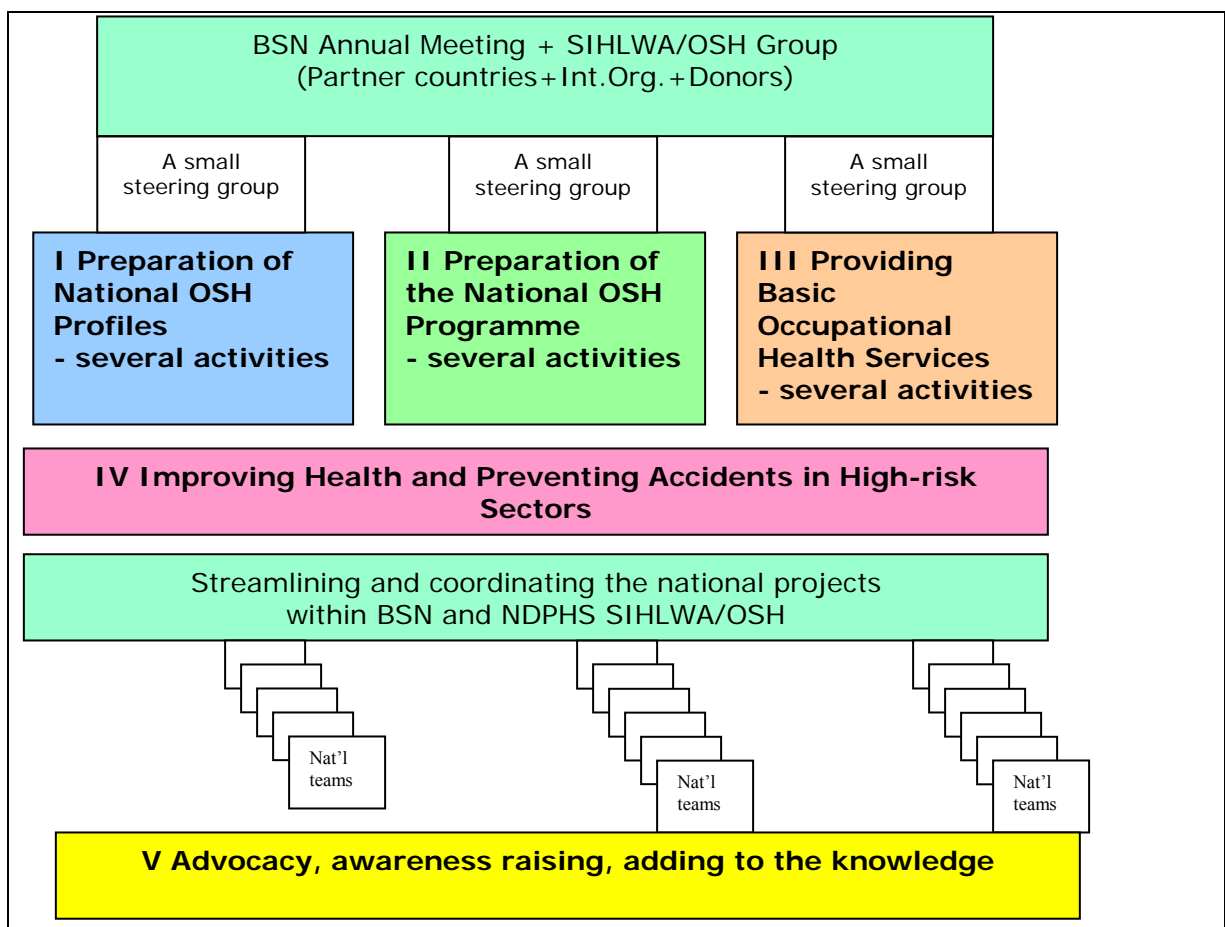 BSN Annual Meeting + SIHLWA/OSH Group
(Partner countries+Int.Org.+Donors)
A small
steering group
A small
steering group
A small
steering group
I Preparation of
National OSH
Profiles
- several activities
II Preparation of
the National OSH
Programme
- several activities
III Providing
Basic
Occupational
Health Services
- several activities
IV Improving Health and Preventing Accidents in High-risk
Sectors
Streamlining and coordinating the national projects
within BSN and NDPHS SIHLWA/OSH
Nat'l
teams
Nat'l
teams
Nat'l
teams
V Advocacy, awareness raising, adding to the knowledge